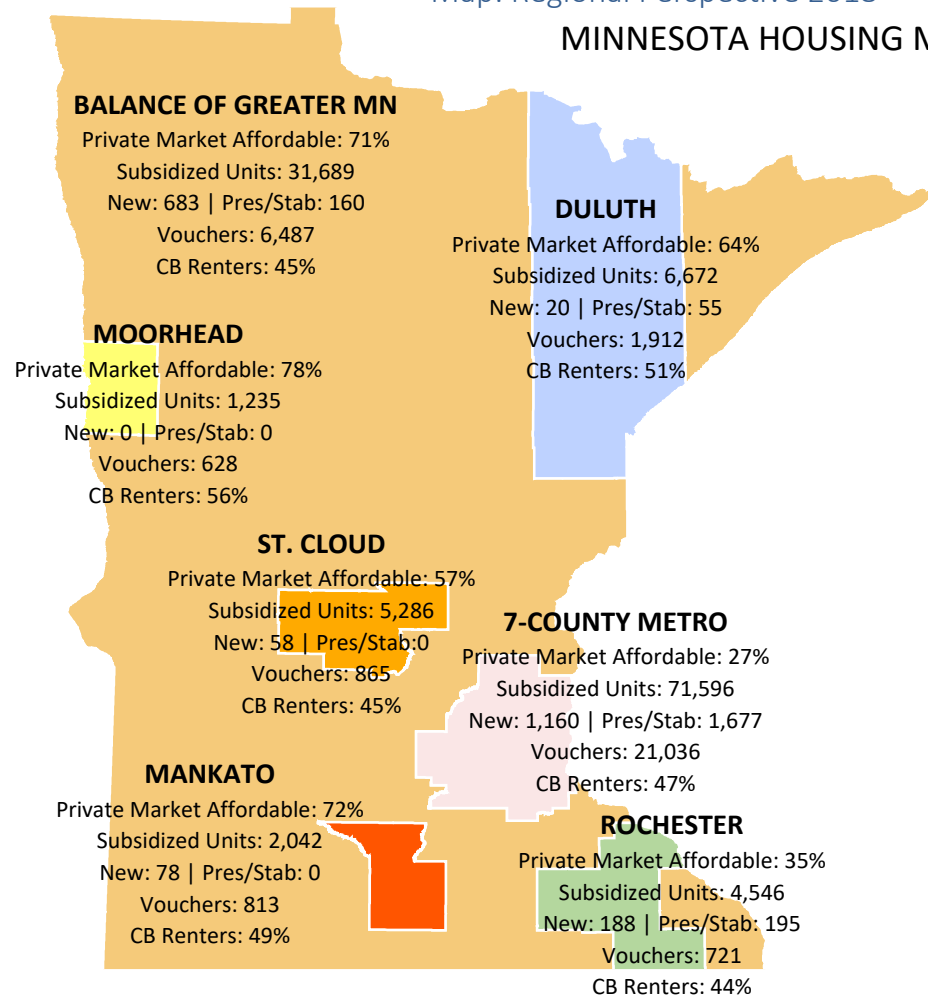 MINNESOTA HOUSING M
BALANCE OF GREATER MN
Private Market Affordable: 71%
Subsidized Units: 31,689
New: 683 | Pres/Stab: 160
Vouchers: 6,487
CB Renters: 45%
DULUTH
Private Market Affordable: 64%
Subsidized Units: 6,672
New: 20 | Pres/Stab: 55
Vouchers: 1,912
CB Renters: 51%
MOORHEAD
Private Market Affordable: 78%
Subsidized Units: 1,235
New: 0 | Pres/Stab: 0
Vouchers: 628
CB Renters: 56%
ST. CLOUD
Private Market Affordable: 57%
Subsidized Units: 5,286
New: 58 | Pres/Stab:0
Vouchers: 865
CB Renters: 45%
7-COUNTY METRO
Private Market Affordable: 27%
Subsidized Units: 71,596
New: 1,160 | Pres/Stab: 1,677
Vouchers: 21,036
CB Renters: 47%
MANKATO
Private Market Affordable: 72%
Subsidized Units: 2,042
New: 78 | Pres/Stab: 0
Vouchers: 813
CB Renters: 49%
ROCHESTER
Private Market Affordable: 35%
Subsidized Units: 4,546
New: 188 | Pres/Stab: 195
Vouchers: 721
CB Renters: 44%